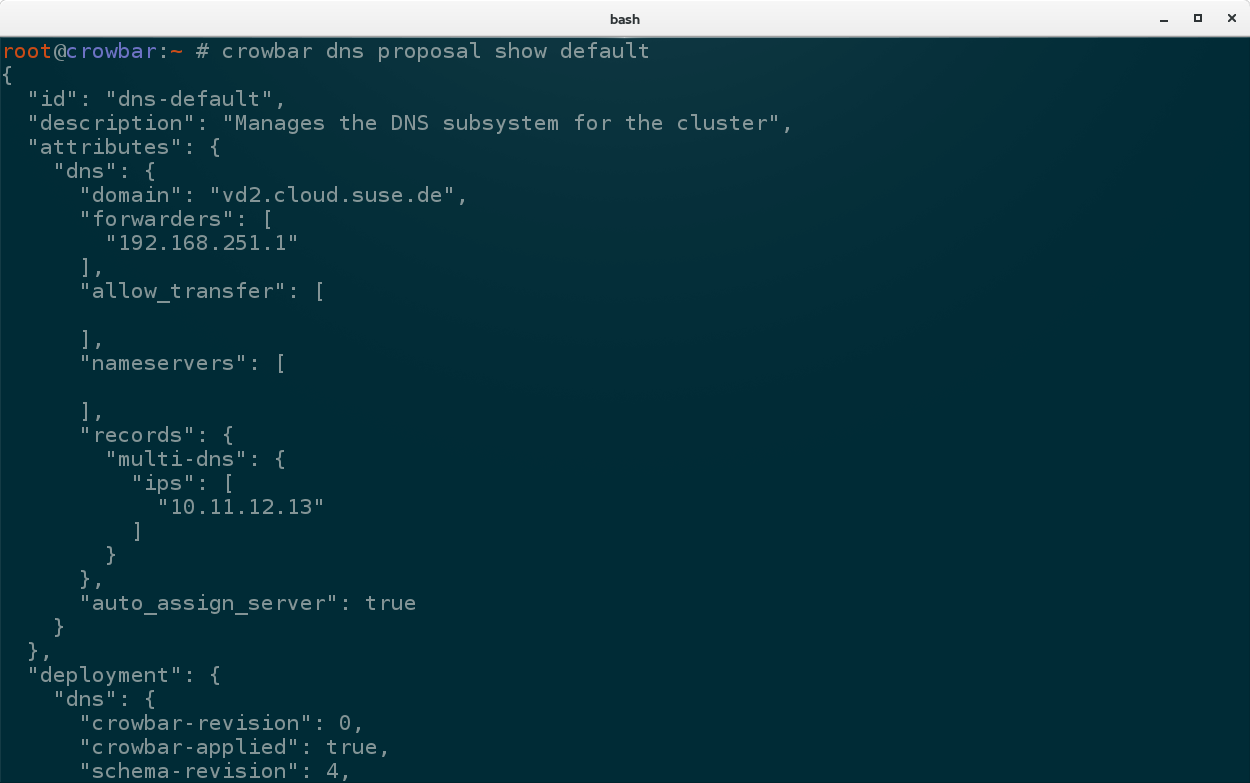 bash
root@crowbar:~ # crowbar dns proposal show default
{
  "id": "dns-default",
  "description": "Manages the DNS subsystem for the cluster",
  "attributes": {
    "dns": {
      "domain": "vd2.cloud.suse.de",
      "forwarders": [
        "192.168.251.1"
      ],
      "allow_transfer": [

      ],
      "nameservers": [

      ],
      "records": {
        "multi-dns": {
          "ips": [
            "10.11.12.13"
          ]
        }
      },
      "auto_assign_server": true
    }
  },
  "deployment": {
    "dns": {
      "crowbar-revision": 0,
      "crowbar-applied": true,
      "schema-revision": 4,